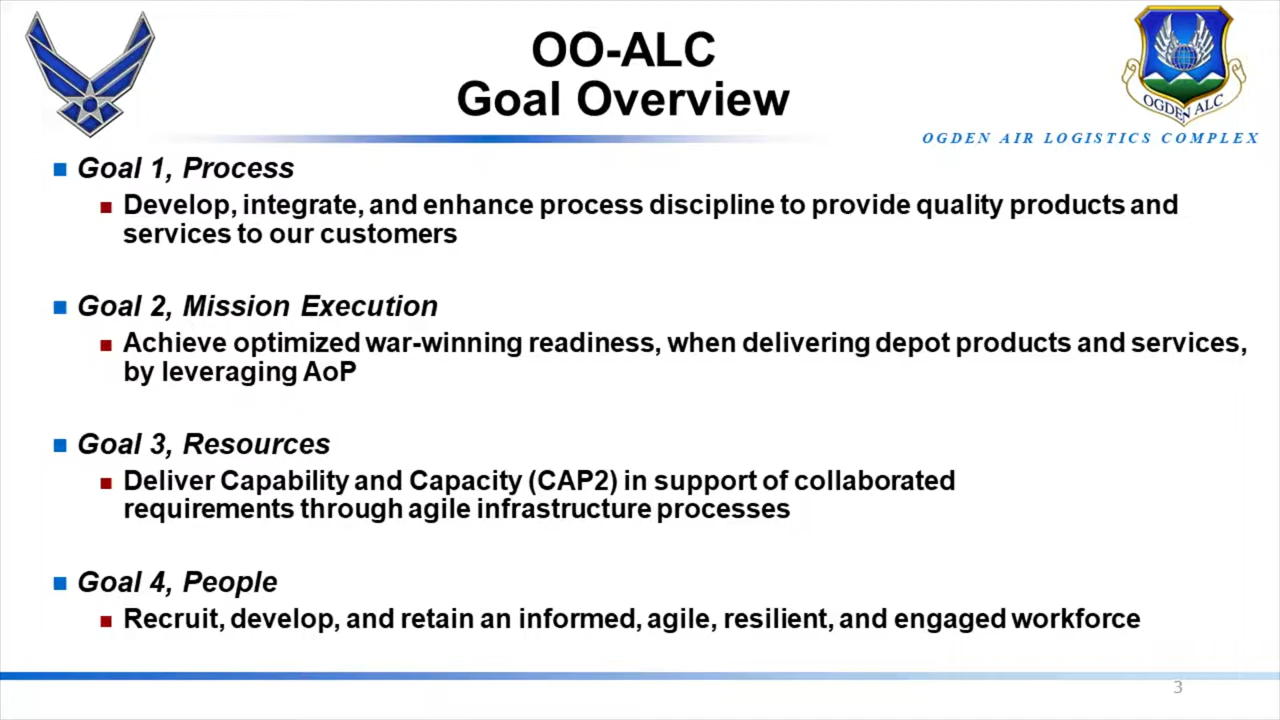 OO-ALC
Goal Overview
OGDEN ALC
OGDEN AIR LOGISTICS COMPLEX
Goal 1, Process
Develop, integrate, and enhance process discipline to provide quality products and
services to our customers
Goal 2, Mission Execution
Achieve optimized war-winning readiness, when delivering depot products and services,
by leveraging AoP
Goal 3, Resources
Deliver Capability and Capacity (CAP2) in support of collaborated
requirements through agile infrastructure processes
Goal 4, People
Recruit, develop, and retain an informed, agile, resilient, and engaged workforce
3